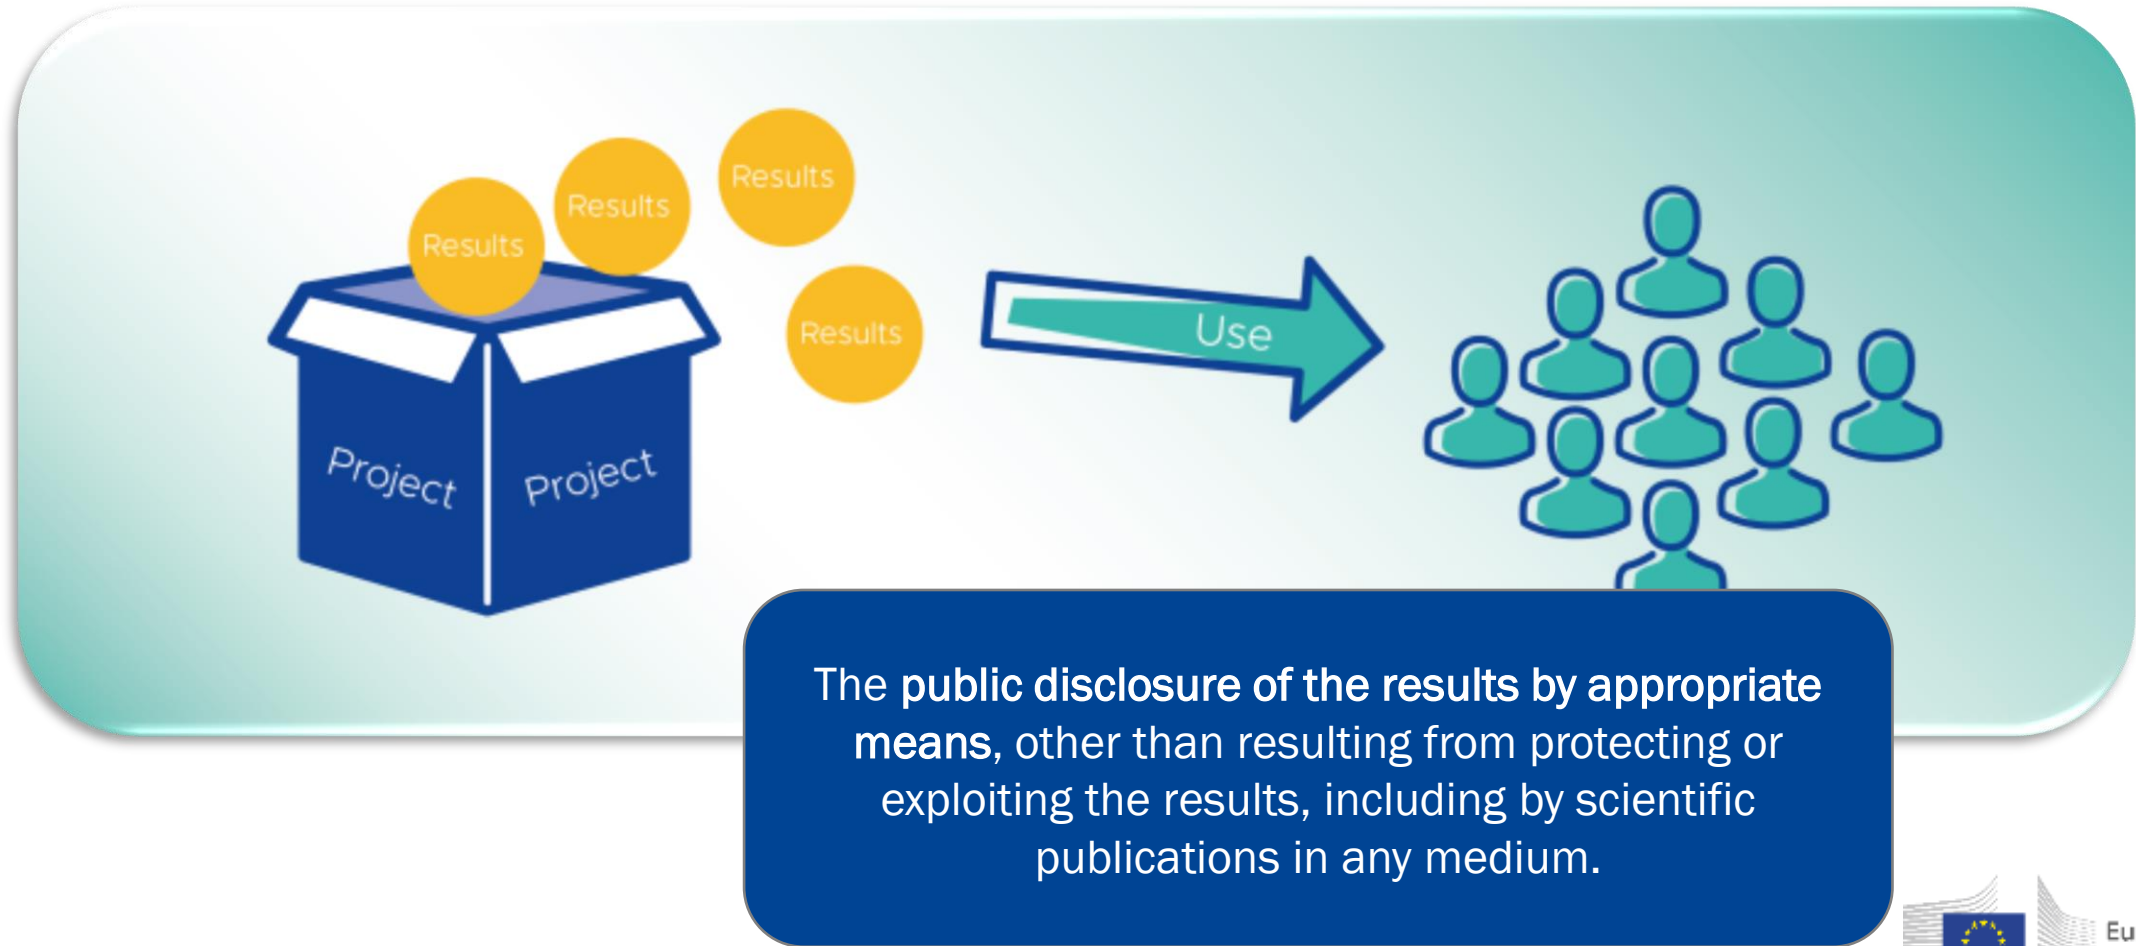 Results
Results
Results
Results
Use
Project
Project
The public disclosure of the results by appropriate
means, other than resulting from protecting or
exploiting the results, including by scientific
publications in any medium.
Eu